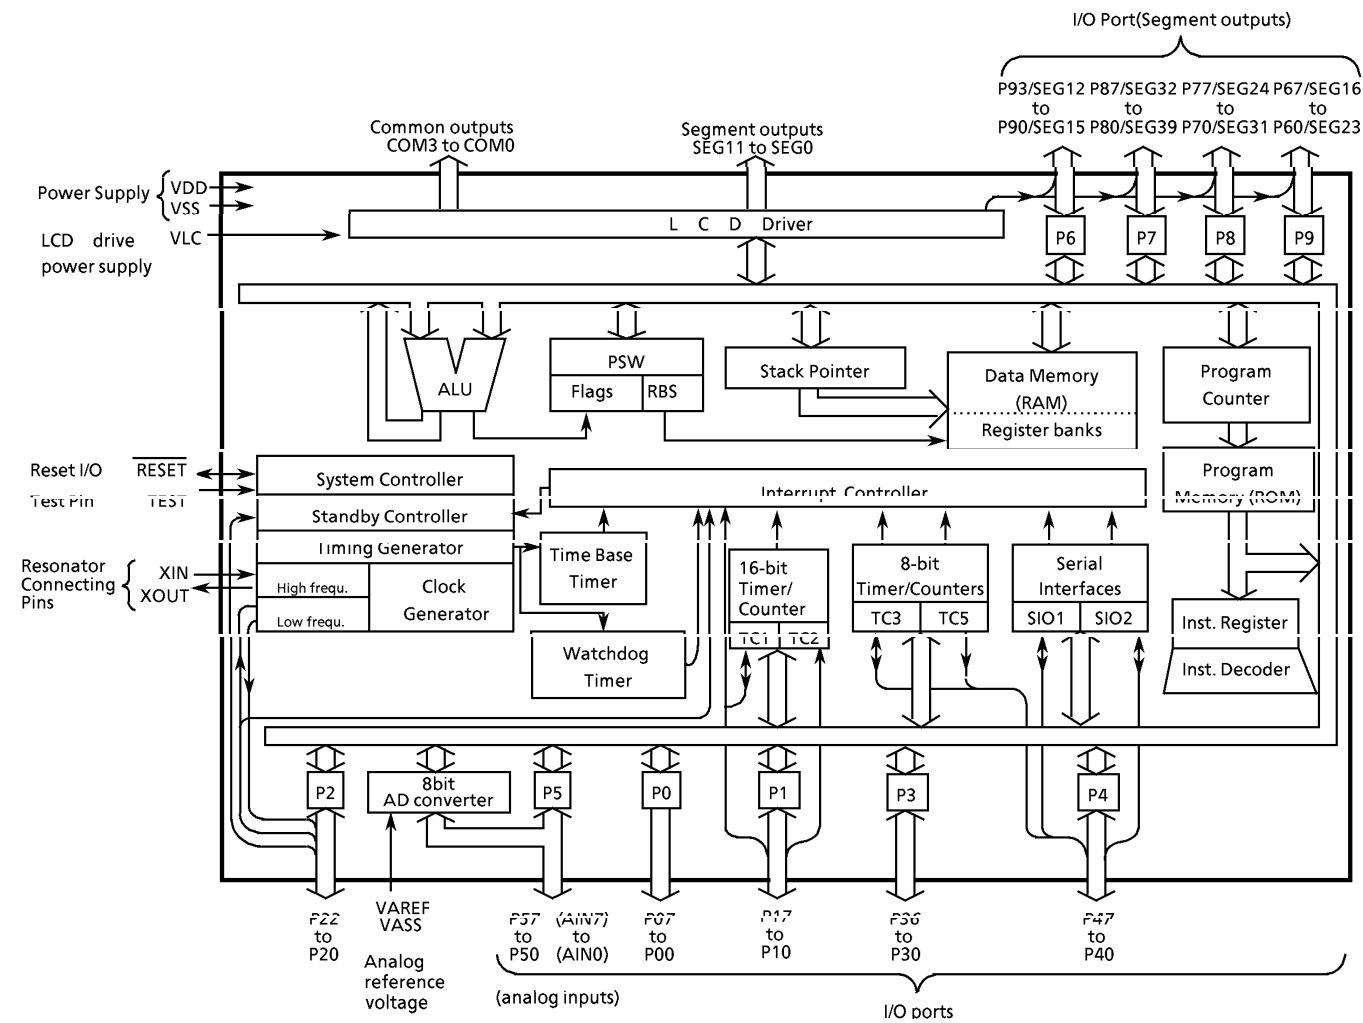 I/O Port(Segment outputs)
P93/SEG12 P87/SEG32 P77/SEG24 P67/SEG16
to to to to
P90/SEG15 P80/SEG39 P70/SEG31 P60/SEG23
Common outputs
COM3 to COM0
Segment outputs
SEG11 to SEG0
Power Supply
VDD
VSS
LCD drive
power supply
VLC
L C D Driver
P6
P7
P8
P9
ALU
PSW
Flags
RBS
Stack Pointer
Data Memory
(RAM)
Register banks
Program
Counter
Program
Memory (ROM)
Reset I/O
RESET
Test Pin
TEST
System Controller
Standby Controller
Timing Generator
High frequ.
Low frequ.
Clock
Generator
Resonator
Connecting
Pins
XIN
XOUT
Interrupt Controller
Time Base
Timer
Watchdog
Timer
16-bit
Timer/
Counter
TC1
TC2
8-bit
Timer/Counters
TC3
TC5
Serial
Interfaces
SIO1
SIO2
Inst. Register
Inst. Decoder
P2
8bit
AD converter
P5
P0
P1
P3
P4
P22
to
P20
VAREF
VASS
Analog
reference
voltage
P57 (AIN7)
to to
P50 (AIN0)
(analog inputs)
P07
to
P00
P17
to
P10
P36
to
P30
P47
to
P40
I/O ports